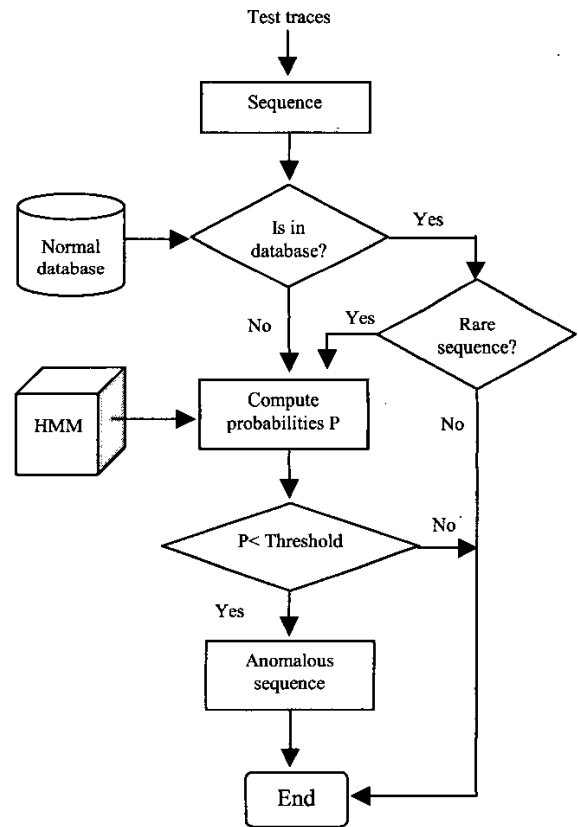 Test traces
Sequence
Is in
database?
Yes
Normal
database
No
Yes
Rare
sequence?
HMM
Compute
probabilities P
No
P< Threshold
No
Yes
Anomalous
sequence
End